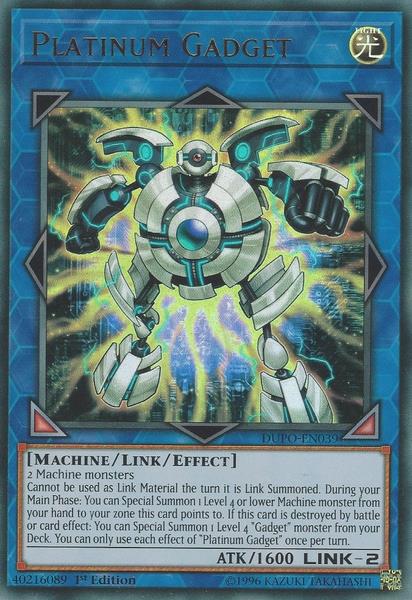 PLATINUM GADGET
LIGHT
光
DUPO-EN039
[MACHINE/LINK/EFFECT]
2 Machine monsters
Cannot be used as Link Material the turn it is Link Summoned. During your
Main Phase: You can Special Summon 1 Level 4 or lower Machine monster from
your hand to your zone this card points to. If this card is destroyed by battle
or card effect: You can Special Summon 1 Level 4 "Gadget" monster from your
Deck. You can only use each effect of "Platinum Gadget" once per turn.
ATK/1600 LINK-2
40216089 1st Edition ©1996 KAZUKI TAKAHASHI